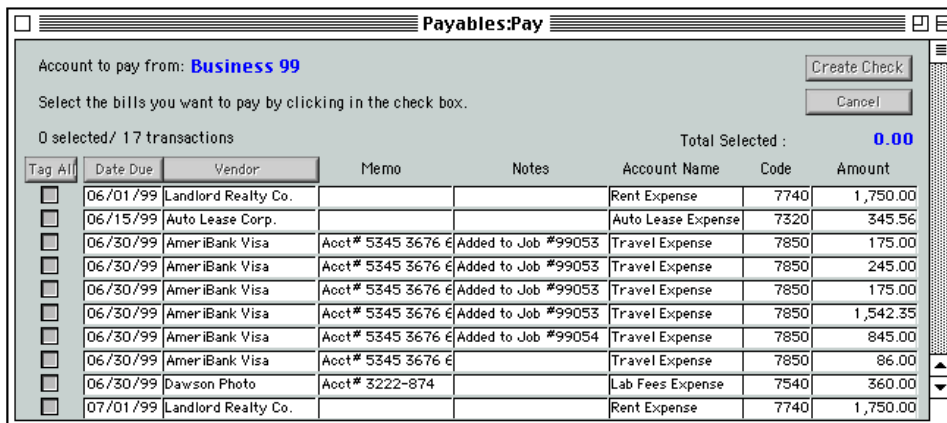 Payables:Pay
Account to pay from: Business 99
Create Check
Select the bills you want to pay by clicking in the check box.
Cancel
0 selected/ 17 transactions Total Selected : 0.00
Tag All Date Due Vendor Memo Notes Account Name Code Amount
06/01/99 Landlord Realty Co. Rent Expense 7740 1,750.00
06/15/99 Auto Lease Corp. Auto Lease Expense 7320 345.56
06/30/99 AmeriBank Visa Acct# 5345 3676 6 Added to Job #99053 Travel Expense 7850 175.00
06/30/99 AmeriBank Visa Acct# 5345 3676 6 Added to Job #99053 Travel Expense 7850 245.00
06/30/99 AmeriBank Visa Acct# 5345 3676 6 Added to Job #99053 Travel Expense 7850 175.00
06/30/99 AmeriBank Visa Acct# 5345 3676 6 Added to Job #99053 Travel Expense 7850 1,542.35
06/30/99 AmeriBank Visa Acct# 5345 3676 6 Added to Job #99054 Travel Expense 7850 845.00
06/30/99 AmeriBank Visa Acct# 5345 3676 6 Travel Expense 7850 86.00
06/30/99 Dawson Photo Acct# 3222-874 Lab Fees Expense 7540 360.00
07/01/99 Landlord Realty Co. Rent Expense 7740 1,750.00